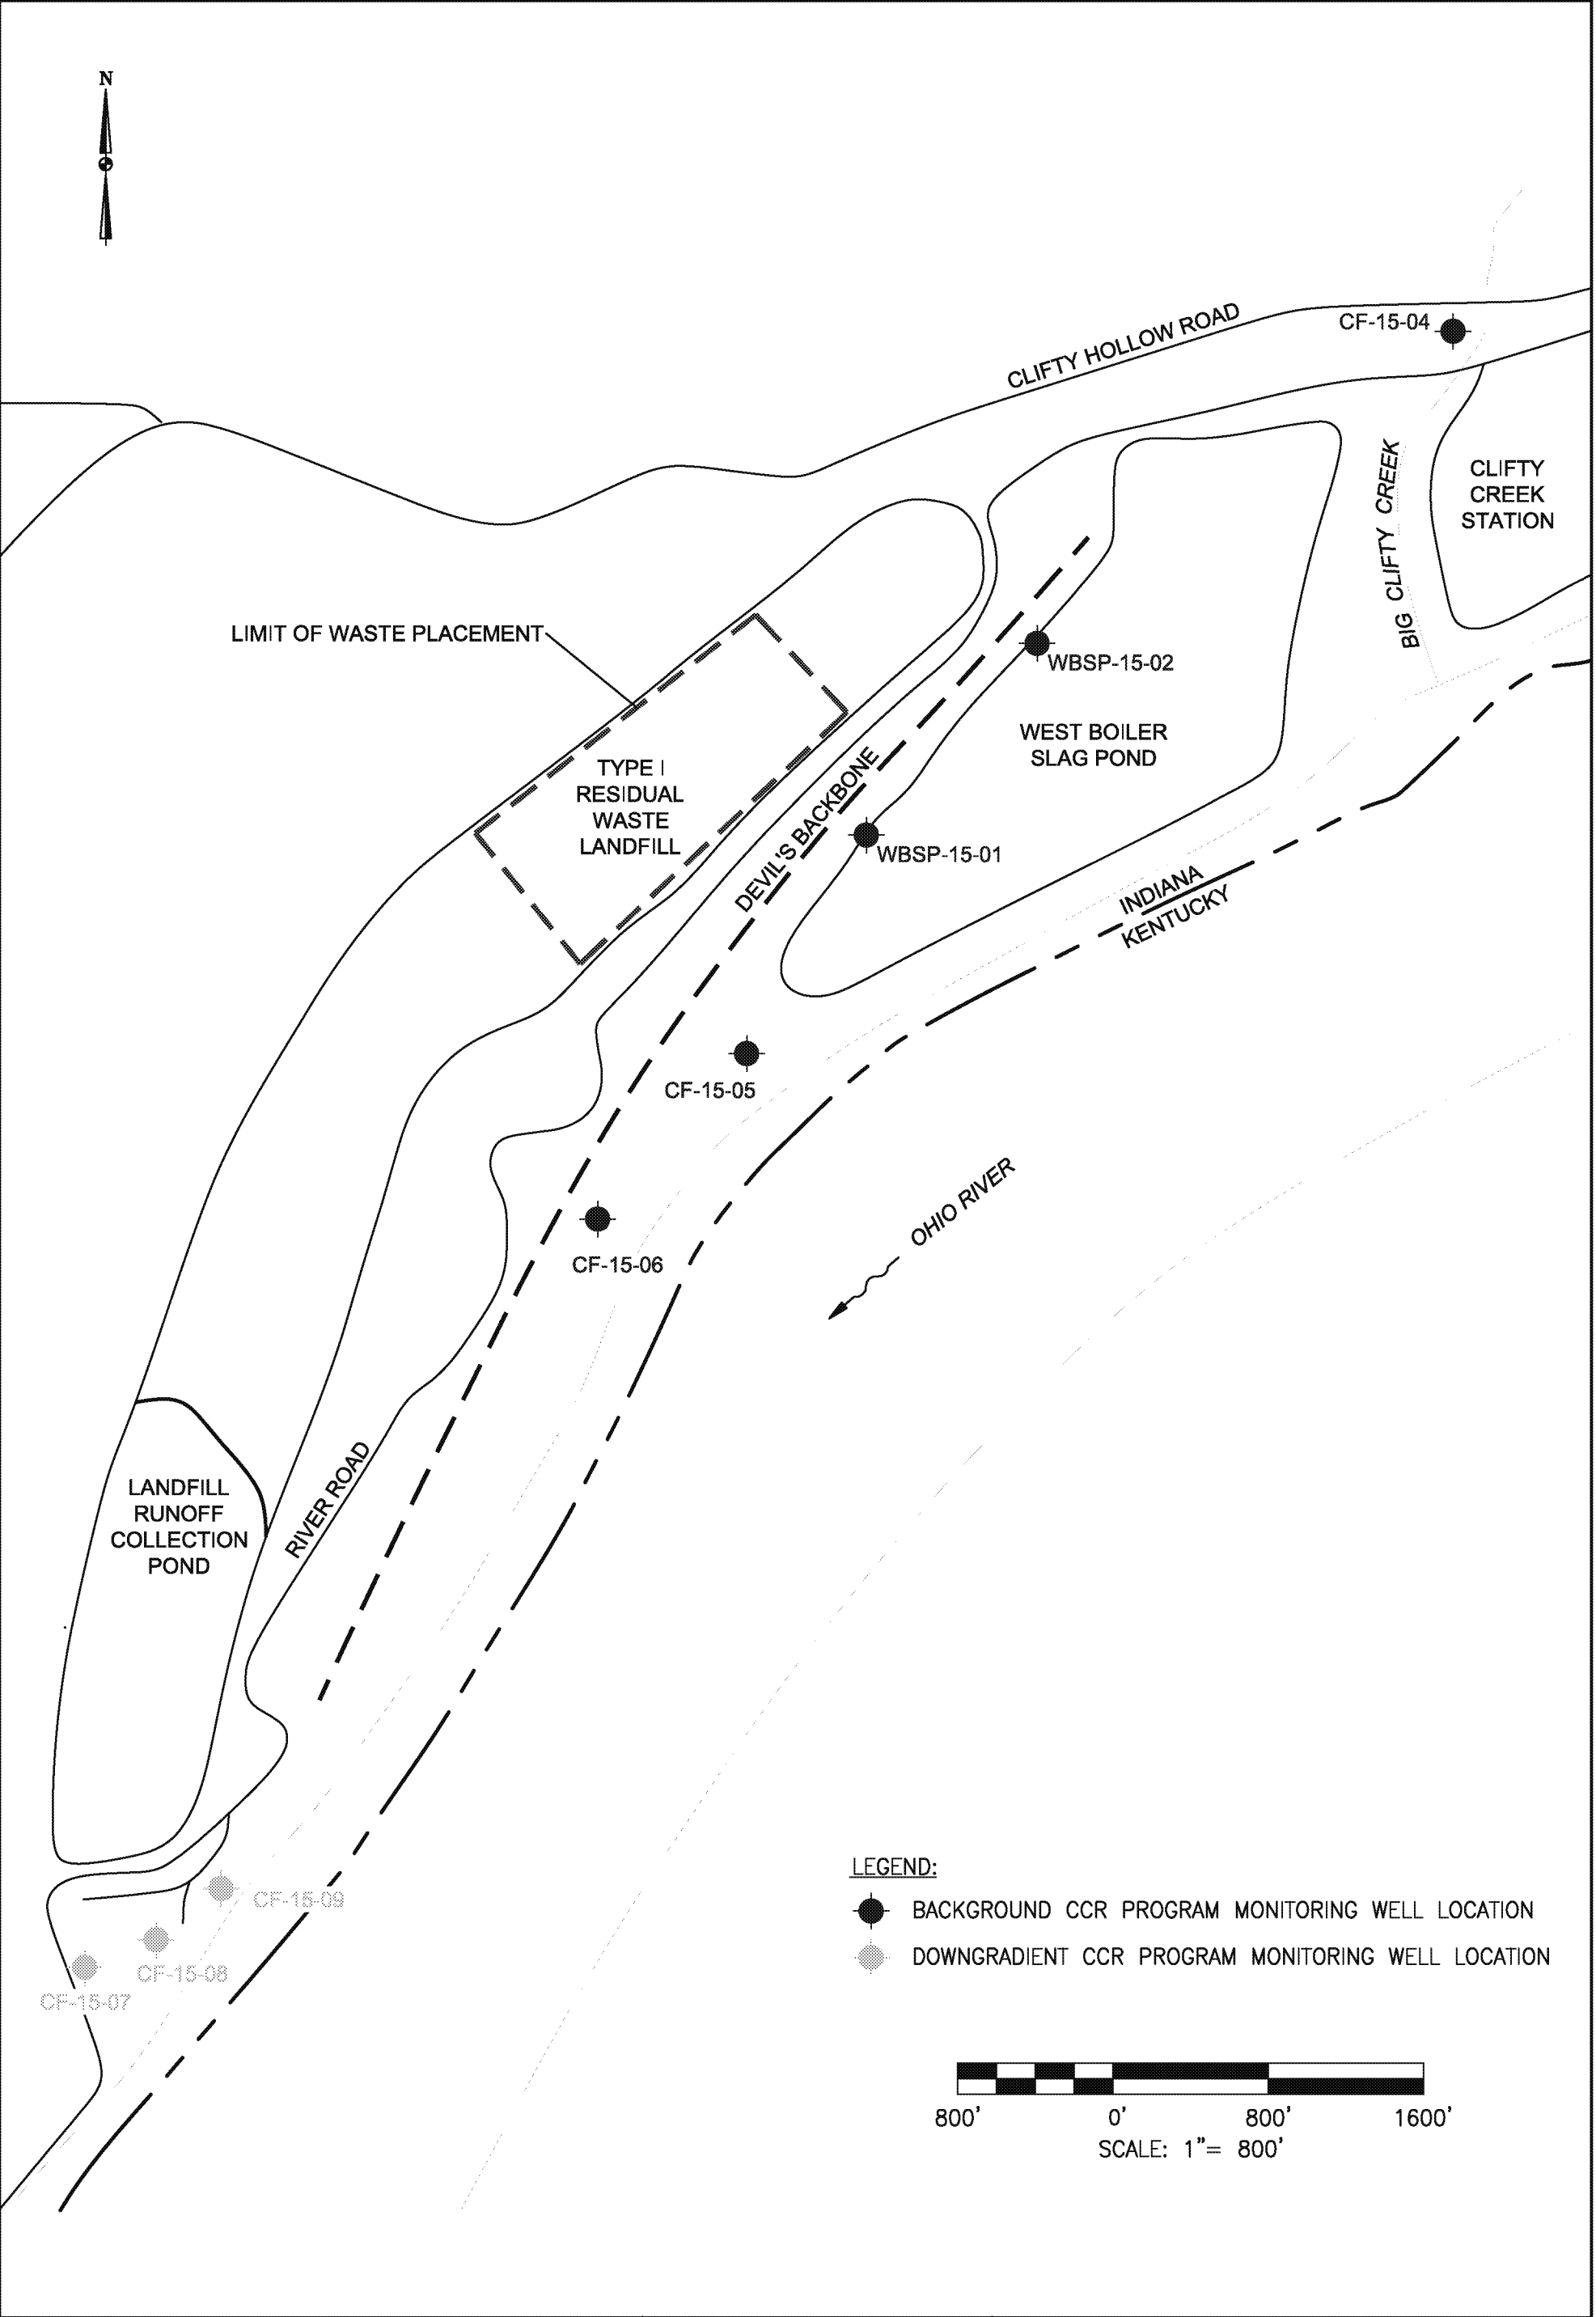 N
CLIFTY HOLLOW ROAD
CF-15-04
BIG CLIFTY CREEK
CLIFTY
CREEK
STATION
LIMIT OF WASTE PLACEMENT
WBSP-15-02
WEST BOILER
SLAG POND
TYPE I
RESIDUAL
WASTE
LANDFILL
DEVIL'S BACKBONE
WBSP-15-01
INDIANA
KENTUCKY
CF-15-05
OHIO RIVER
CF-15-06
LANDFILL
RUNOFF
COLLECTION
POND
RIVER ROAD
CF-15-09
CF-15-08
CF-15-07
LEGEND:
BACKGROUND CCR PROGRAM MONITORING WELL LOCATION
DOWNGRADIENT CCR PROGRAM MONITORING WELL LOCATION
800' 0' 800' 1600'
SCALE: 1"= 800'